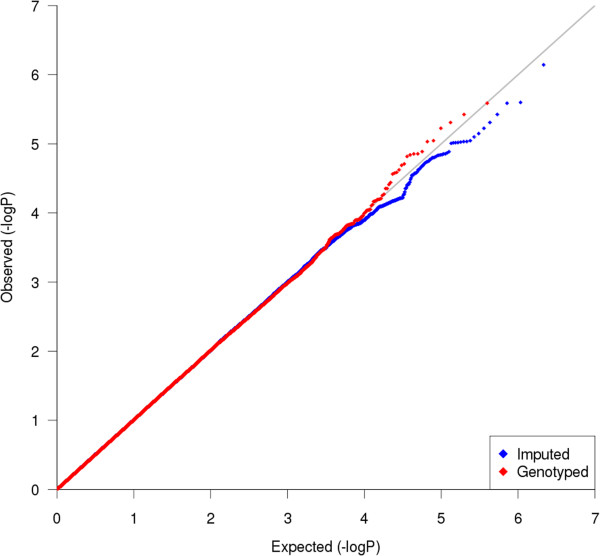 7
6
5
4
3
2
1
0
Observed (-logP)
Imputed
Genotyped
0 1 2 3 4 5 6 7
Expected (-logP)